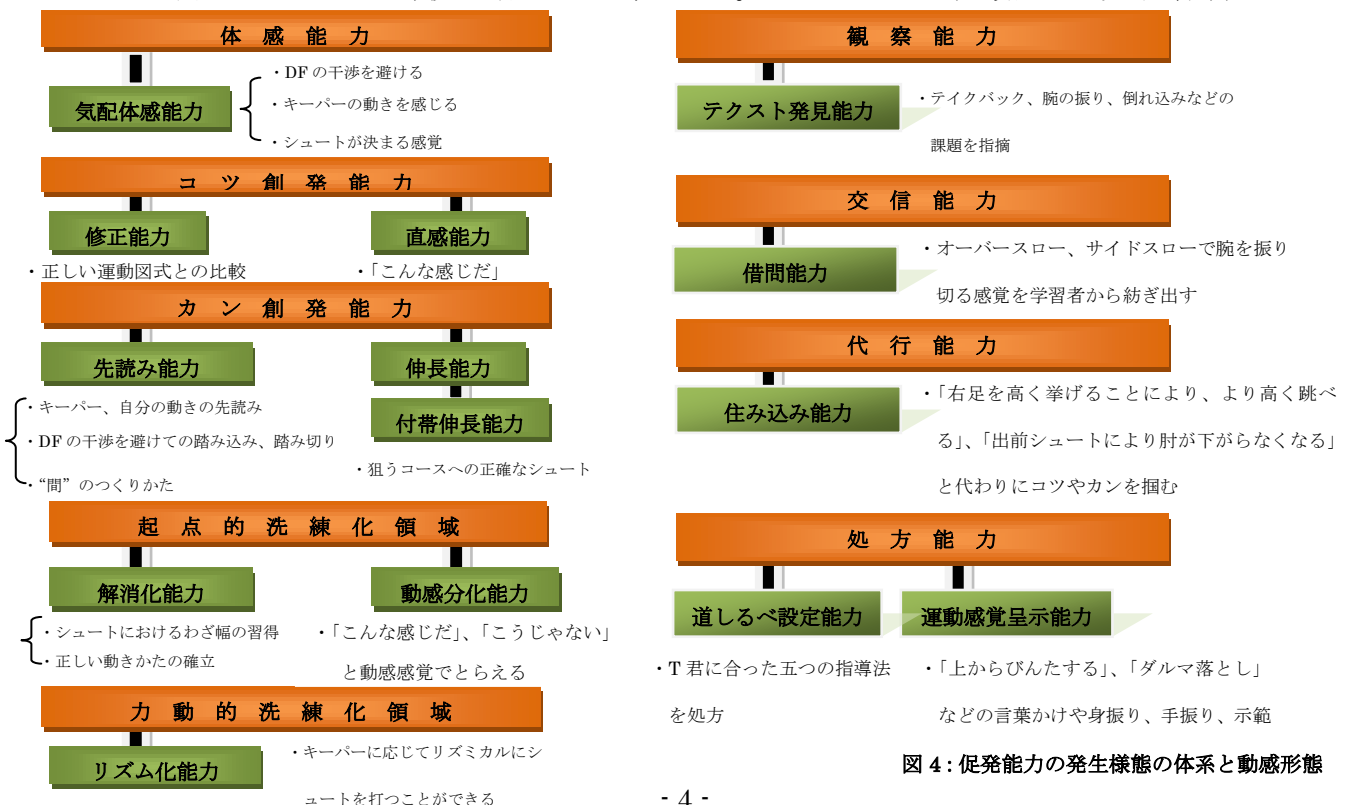 体 感 能 力
気配体感能力
・DF の干渉を避ける
・キーパーの動きを感じる
・シュートが決まる感覚
コ ツ 創 発 能 力
修正能力
直感能力
・正しい運動図式との比較
・「こんな感じだ」
カ ン 創 発 能 力
先読み能力
伸長能力
付帯伸長能力
・キーパー、自分の動きの先読み
・DF の干渉を避けての踏み込み、踏み切り
・“間”のつくりかた
・狙うコースへの正確なシュート
起 点 的 洗 練 化 領 域
解消化能力
動感分化能力
・シュートにおけるわざ幅の習得
・正しい動きかたの確立
・「こんな感じだ」、「こうじゃない」
と動感感覚でとらえる
力 動 的 洗 練 化 領 域
リズム化能力
・キーパーに応じてリズミカルにシ
ュートを打つことができる
観 察 能 力
テクスト発見能力
・テイクバック、腕の振り、倒れ込みなどの
課題を指摘
交 信 能 力
借問能力
・オーバースロー、サイドスローで腕を振り
切る感覚を学習者から紡ぎ出す
代 行 能 力
住み込み能力
・「右足を高く挙げることにより、より高く跳べ
る」、「出前シュートにより肘が下がらなくなる」
と代わりにコツやカンを掴む
処 方 能 力
道しるべ設定能力
運動感覚呈示能力
・T 君に合った五つの指導法
を処方
・「上からびんたする」、「ダルマ落とし」
などの言葉かけや身振り、手振り、示範
図 4 : 促発能力の発生様態の体系と動感形態
- 4 -